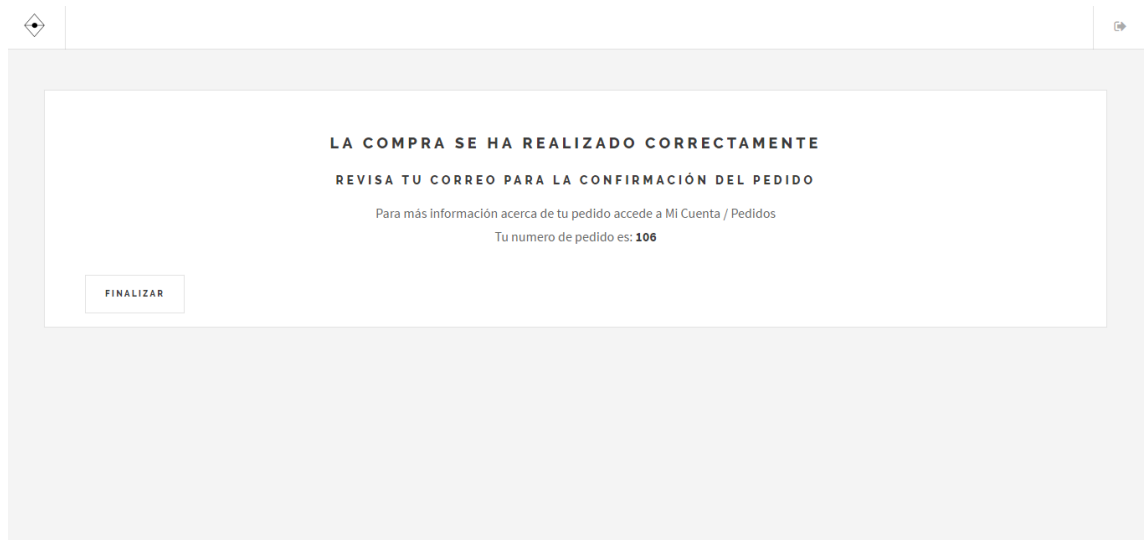 LA COMPRA SE HA REALIZADO CORRECTAMENTE
REVISA TU CORREO PARA LA CONFIRMACIÓN DEL PEDIDO
Para más información acerca de tu pedido accede a Mi Cuenta / Pedidos
Tu numero de pedido es: 106
FINALIZAR